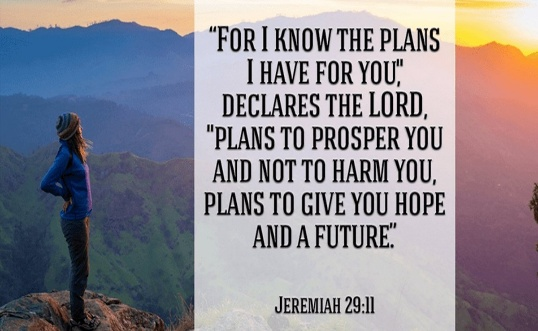 “For I know the plans
I have for you,"
declares the LORD,
"plans to prosper you
and not to harm you,
plans to give you hope
and a future."
Jeremiah 29:11